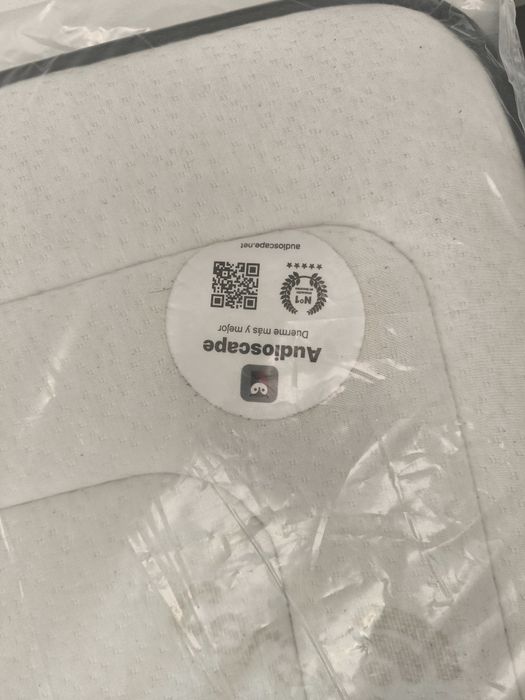 Audioscape
Duerme más y mejor
Nº1
★★★★★
audioscape.net